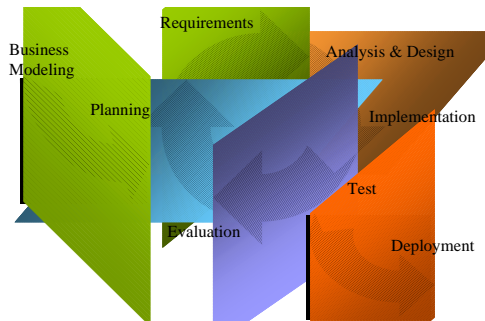 Requirements
Business
Modeling
Analysis & Design
Planning
Implementation
Test
Evaluation
Deployment